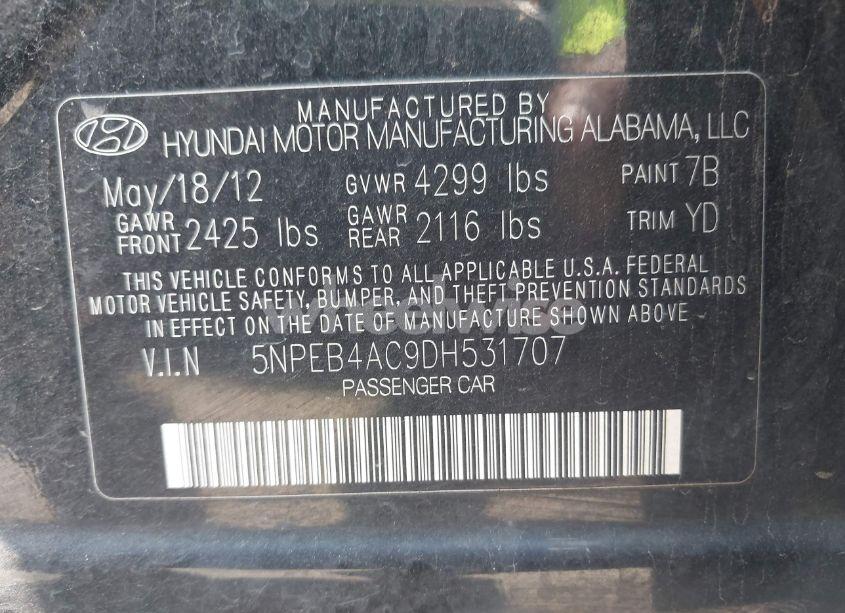 MANUFACTURED BY
HYUNDAI MOTOR MANUFACTURING ALABAMA, LLC
May/18/12 GVWR 4299 lbs PAINT 7B
GAWR FRONT 2425 lbs GAWR REAR 2116 lbs TRIM YD
THIS VEHICLE CONFORMS TO ALL APPLICABLE U.S.A. FEDERAL
MOTOR VEHICLE SAFETY, BUMPER, AND THEFT PREVENTION STANDARDS
IN EFFECT ON THE DATE OF MANUFACTURE SHOWN ABOVE
wheelwise
V.I.N 5NPEB4AC9DH531707
PASSENGER CAR